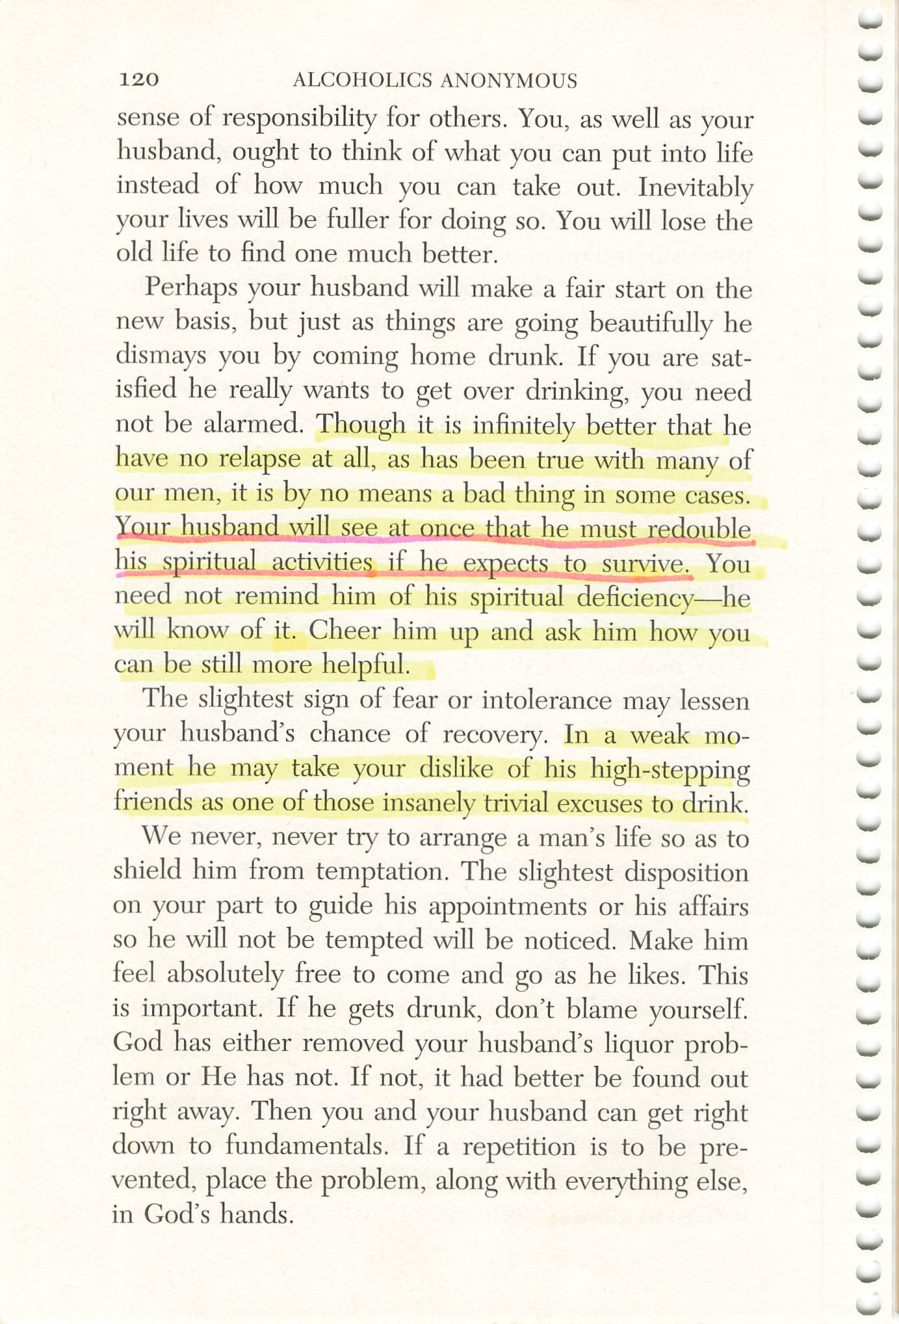 120 ALCOHOLICS ANONYMOUS
sense of responsibility for others. You, as well as your
husband, ought to think of what you can put into life
instead of how much you can take out. Inevitably
your lives will be fuller for doing so. You will lose the
old life to find one much better.
Perhaps your husband will make a fair start on the
new basis, but just as things are going beautifully he
dismays you by coming home drunk. If you are sat-
isfied he really wants to get over drinking, you need
not be alarmed. Though it is infinitely better that he
have no relapse at all, as has been true with many of
our men, it is by no means a bad thing in some cases.
Your husband will see at once that he must redouble
his spiritual activities if he expects to survive. You
need not remind him of his spiritual deficiency—he
will know of it. Cheer him up and ask him how you
can be still more helpful.
The slightest sign of fear or intolerance may lessen
your husband's chance of recovery. In a weak mo-
ment he may take your dislike of his high-stepping
friends as one of those insanely trivial excuses to drink.
We never, never try to arrange a man's life so as to
shield him from temptation. The slightest disposition
on your part to guide his appointments or his affairs
so he will not be tempted will be noticed. Make him
feel absolutely free to come and go as he likes. This
is important. If he gets drunk, don't blame yourself.
God has either removed your husband's liquor prob-
lem or He has not. If not, it had better be found out
right away. Then you and your husband can get right
down to fundamentals. If a repetition is to be pre-
vented, place the problem, along with everything else,
in God's hands.